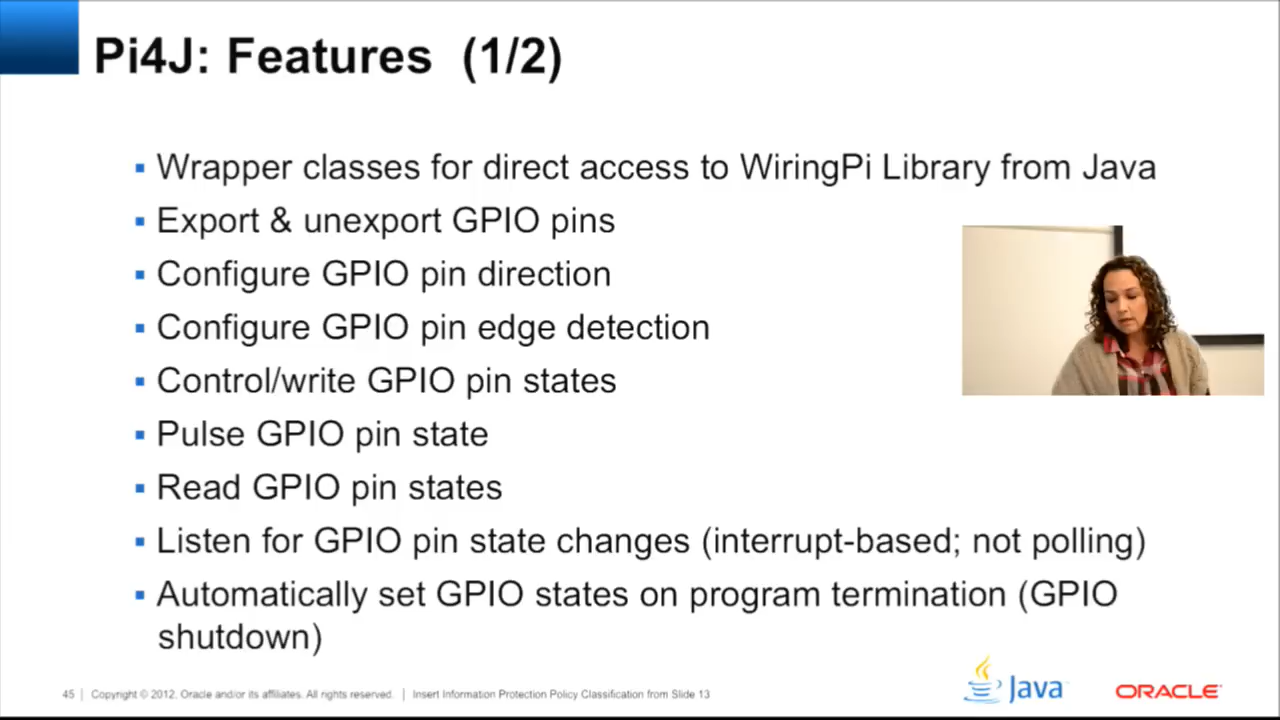 Pi4J: Features (1/2)
▪ Wrapper classes for direct access to WiringPi Library from Java
▪ Export & unexport GPIO pins
▪ Configure GPIO pin direction
▪ Configure GPIO pin edge detection
▪ Control/write GPIO pin states
▪ Pulse GPIO pin state
▪ Read GPIO pin states
▪ Listen for GPIO pin state changes (interrupt-based; not polling)
▪ Automatically set GPIO states on program termination (GPIO
shutdown)
45 | Copyright © 2012. Oracle and/or its affiliates. All rights reserved. | Insert Information Protection Policy Classification from Slide 13
Java
ORACLE